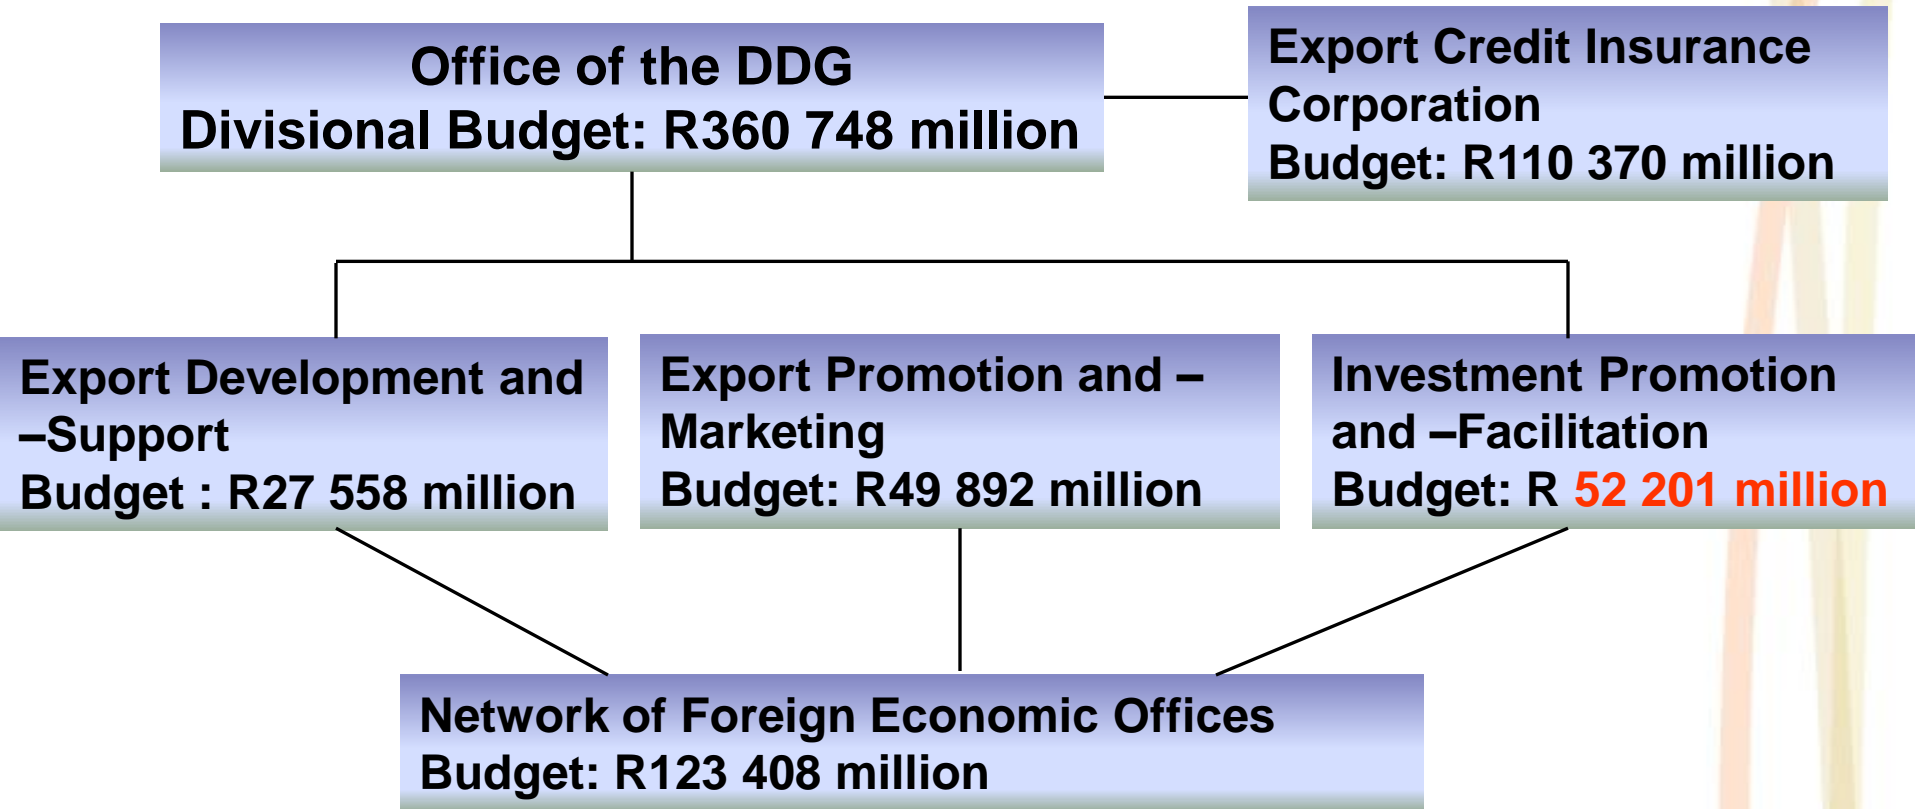 Office of the DDG
Divisional Budget: R360 748 million
Export Credit Insurance
Corporation
Budget: R110 370 million
Export Development and
–Support
Budget : R27 558 million
Export Promotion and –
Marketing
Budget: R49 892 million
Investment Promotion
and –Facilitation
Budget: R 52 201 million
Network of Foreign Economic Offices
Budget: R123 408 million